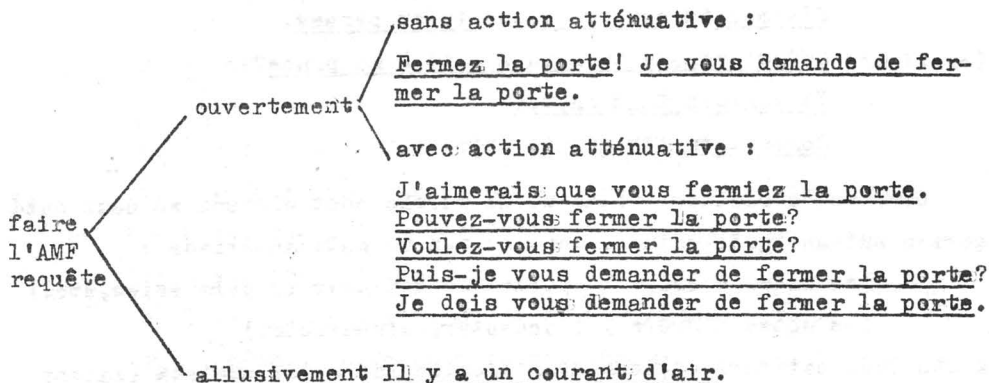 sans action atténuative :
Fermez la porte! Je vous demande de fer-
mer la porte.
ouvertement
avec action atténuative :
J'aimerais que vous fermiez la porte.
Pouvez-vous fermer la porte?
Voulez-vous fermer la porte?
Puis-je vous demander de fermer la porte?
Je dois vous demander de fermer la porte.
faire
l'AMF
requête
allusivement Il y a un courant d'air.